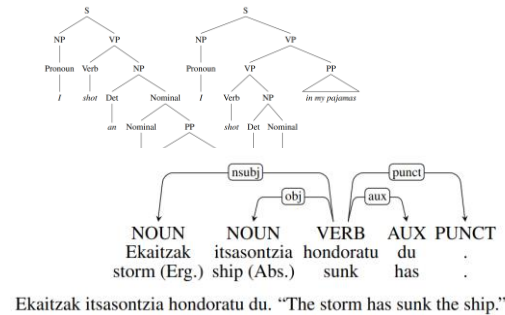 S S
NP VP NP VP
Pronoun Verb NP Pronoun VP PP
I shot Det Nominal I Verb NP in my pajamas
an Nominal PP shot Det Nominal
nsubj punct
obj aux
NOUN NOUN VERB AUX PUNCT
Ekaitzak itsasontzia hondoratu du .
storm (Erg.) ship (Abs.) sunk has .
Ekaitzak itsasontzia hondoratu du. “The storm has sunk the ship.”